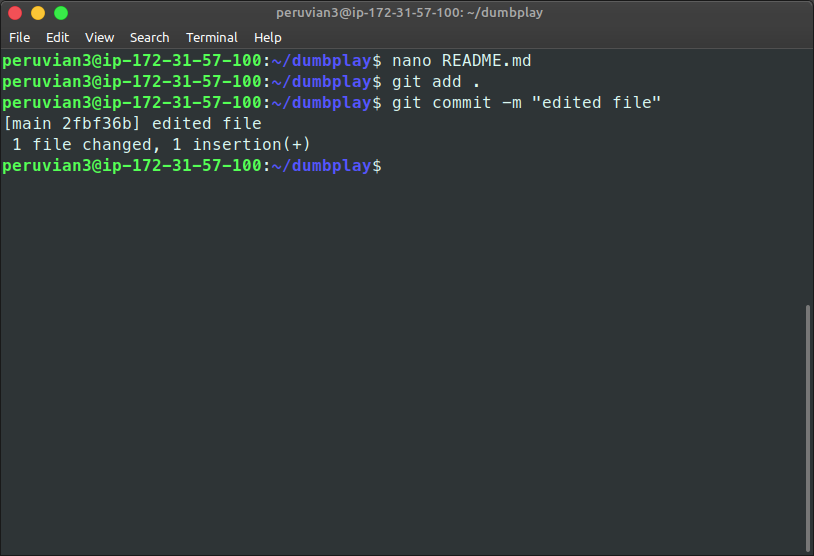 peruvian3@ip-172-31-57-100: ~/dumbplay
File Edit View Search Terminal Help
peruvian3@ip-172-31-57-100:~/dumbplay$ nano README.md
peruvian3@ip-172-31-57-100:~/dumbplay$ git add .
peruvian3@ip-172-31-57-100:~/dumbplay$ git commit -m "edited file"
[main 2fbf36b] edited file
 1 file changed, 1 insertion(+)
peruvian3@ip-172-31-57-100:~/dumbplay$